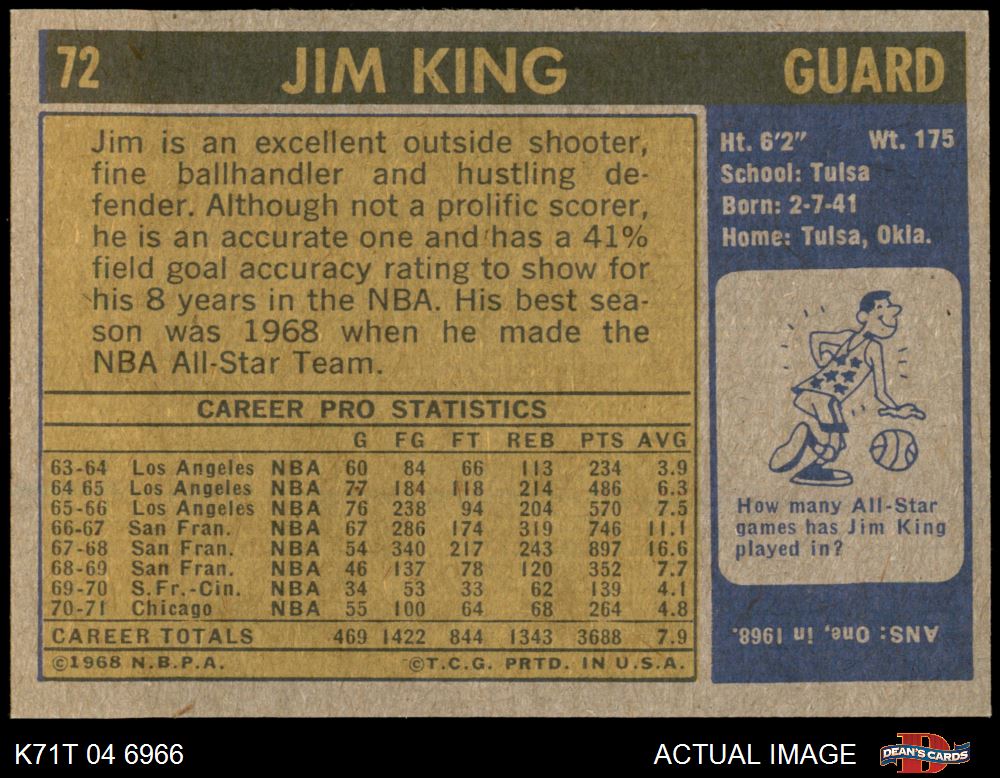 72 JIM KING GUARD
Jim is an excellent outside shooter,
fine ballhandler and hustling de-
fender. Although not a prolific scorer,
he is an accurate one and has a 41%
field goal accuracy rating to show for
his 8 years in the NBA. His best sea-
son was 1968 when he made the
NBA All-Star Team.
CAREER PRO STATISTICS
G FG FT REB PTS AVG
63-64 Los Angeles NBA 60 84 66 113 234 3.9
64 65 Los Angeles NBA 77 184 118 214 486 6.3
65-66 Los Angeles NBA 76 238 94 204 570 7.5
66-67 San Fran. NBA 67 286 174 319 746 11.1
67-68 San Fran. NBA 54 340 217 243 897 16.6
68-69 San Fran. NBA 46 137 78 120 352 7.7
69-70 S.Fr.-Cin. NBA 34 53 33 62 139 4.1
70-71 Chicago NBA 55 100 64 68 264 4.8
CAREER TOTALS 469 1422 844 1343 3688 7.9
©1968 N.B.P.A. ©T.C.G. PRTD. IN U.S.A.
Ht. 6'2" Wt. 175
School: Tulsa
Born: 2-7-41
Home: Tulsa, Okla.
How many All-Star
games has Jim King
played in?
ANS: One, in 1968.
K71T 04 6966 ACTUAL IMAGE DEAN'S CARDS